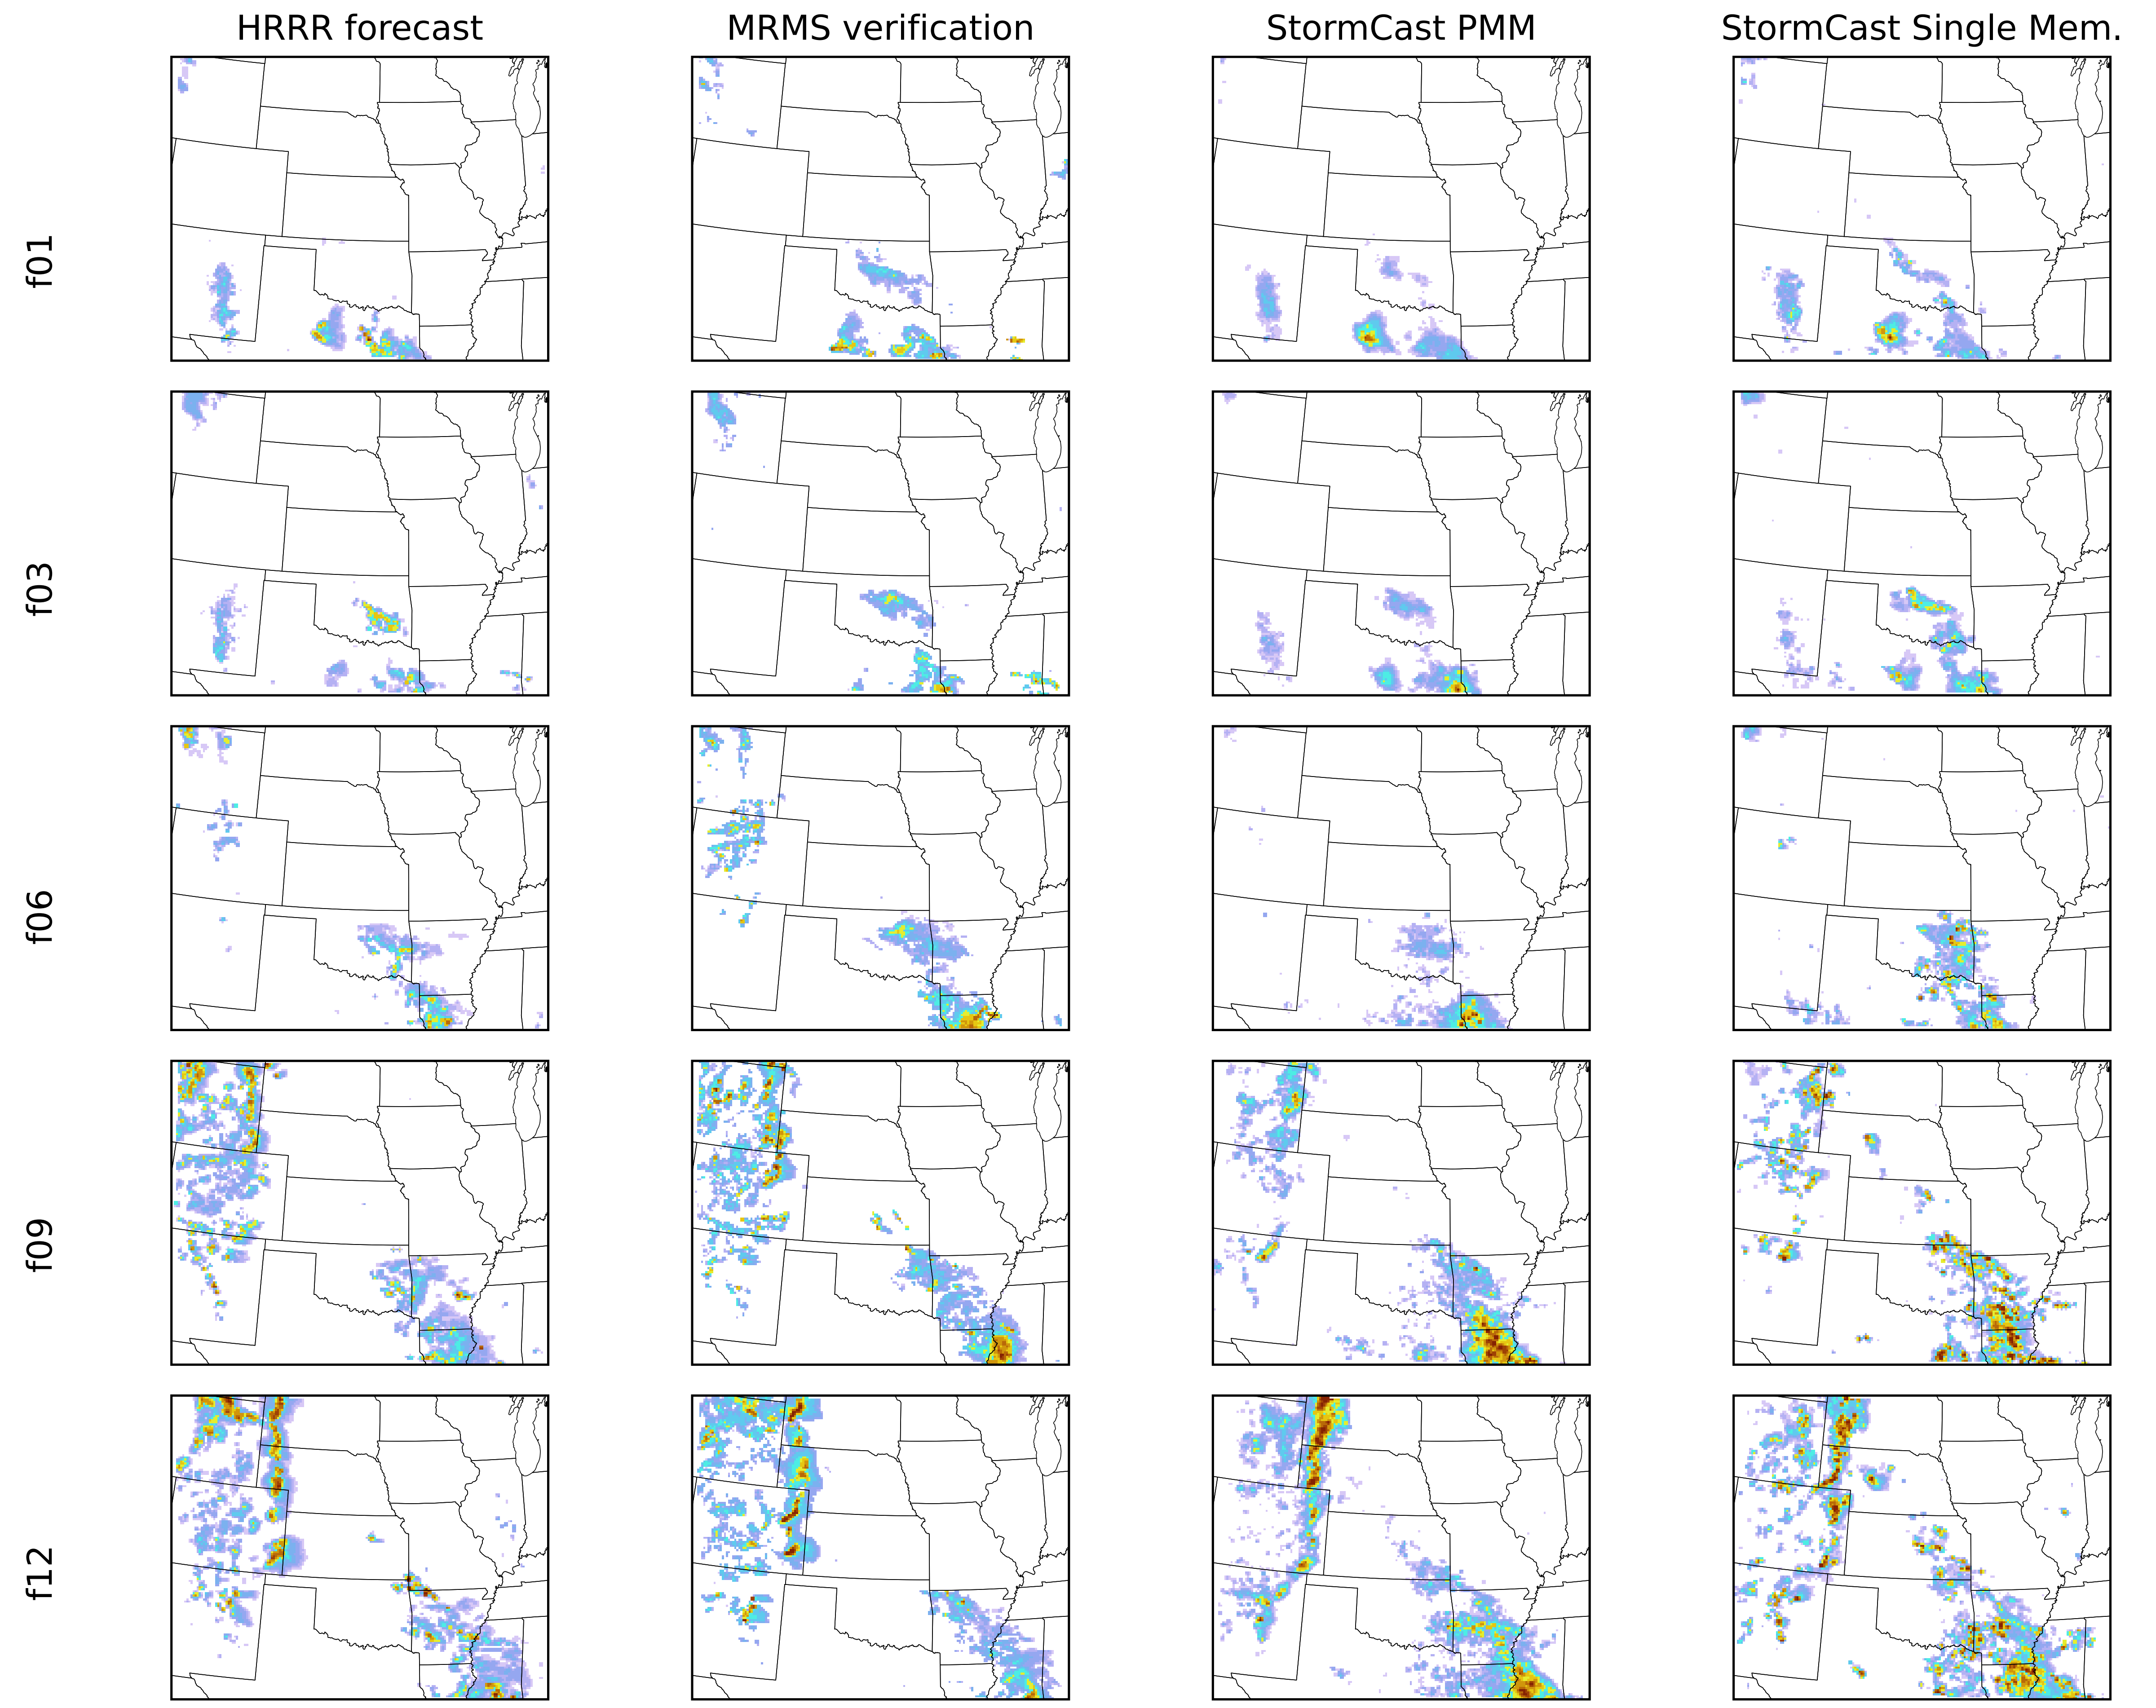 HRRR forecast
MRMS verification
StormCast PMM
StormCast Single Mem.
f01
f03
f06
f09
f12